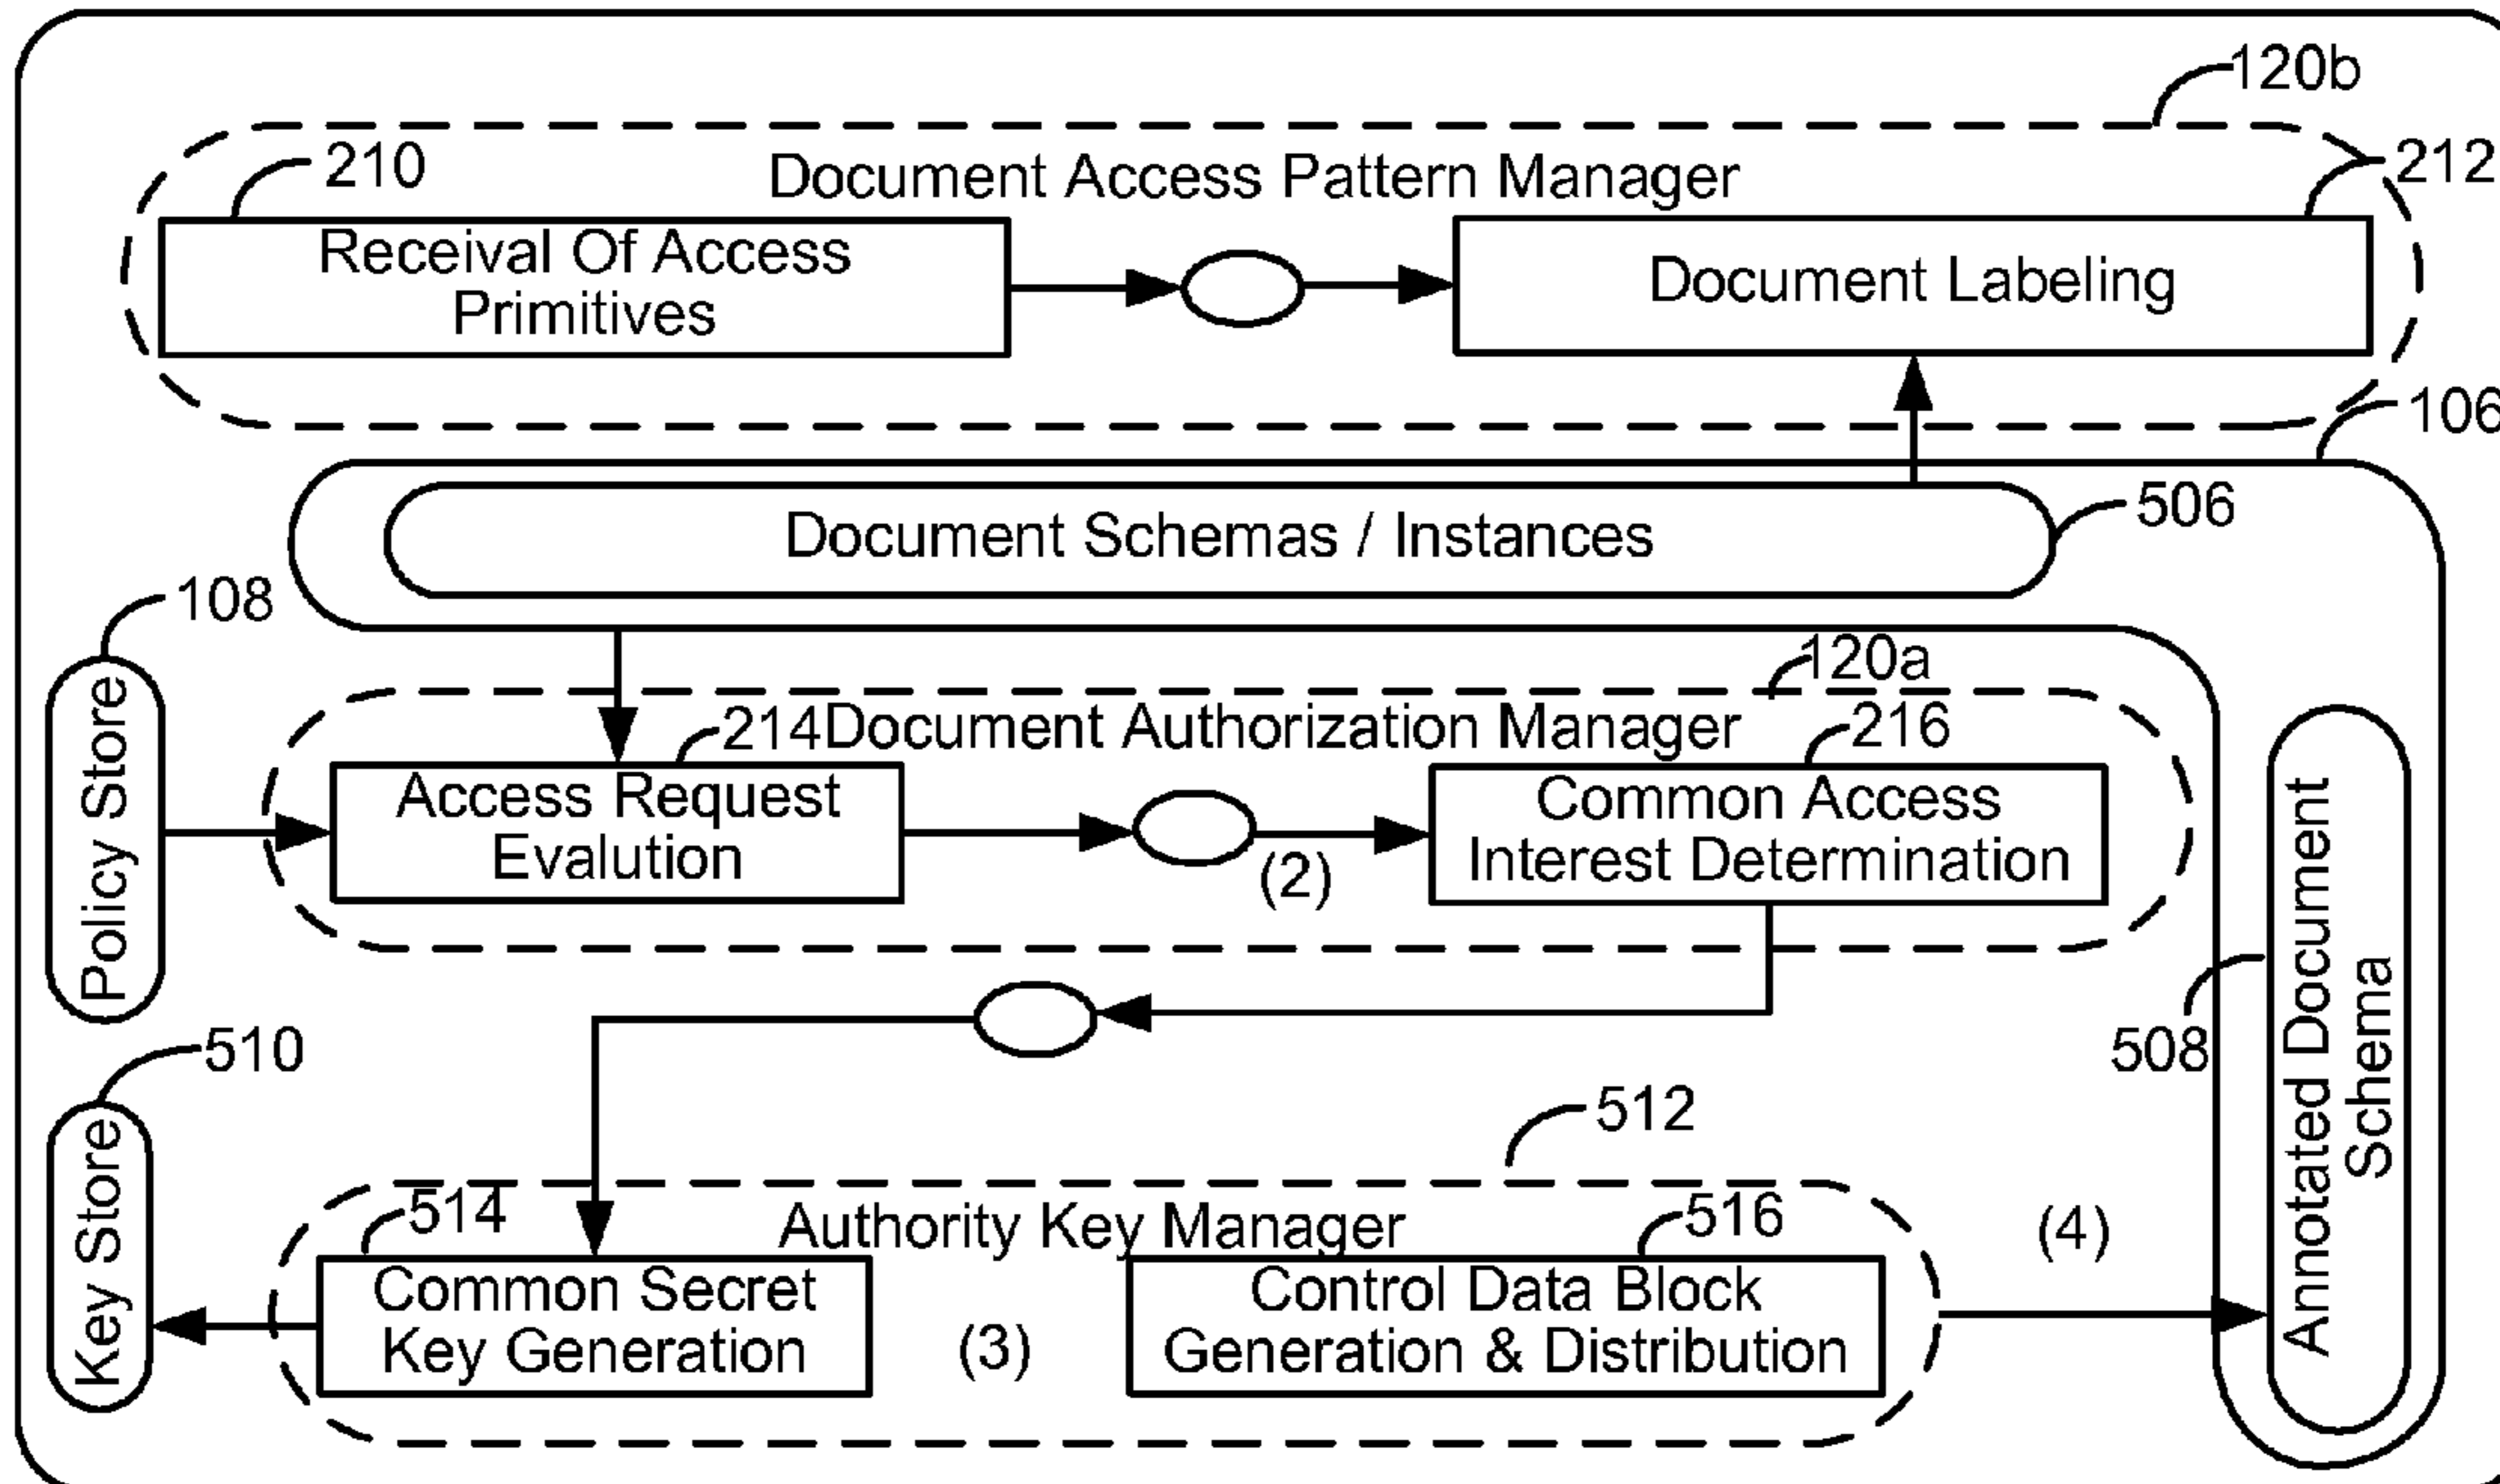 120b
210
Document Access Pattern Manager
212
Receival Of Access
Primitives
Document Labeling
106
Document Schemas / Instances
506
108
120a
Policy Store
214
Document Authorization Manager
216
Access Request
Evalution
(2)
Common Access
Interest Determination
510
508
Annotated Document
Schema
512
Key Store
514
Authority Key Manager
516
(4)
Common Secret
Key Generation
(3)
Control Data Block
Generation & Distribution